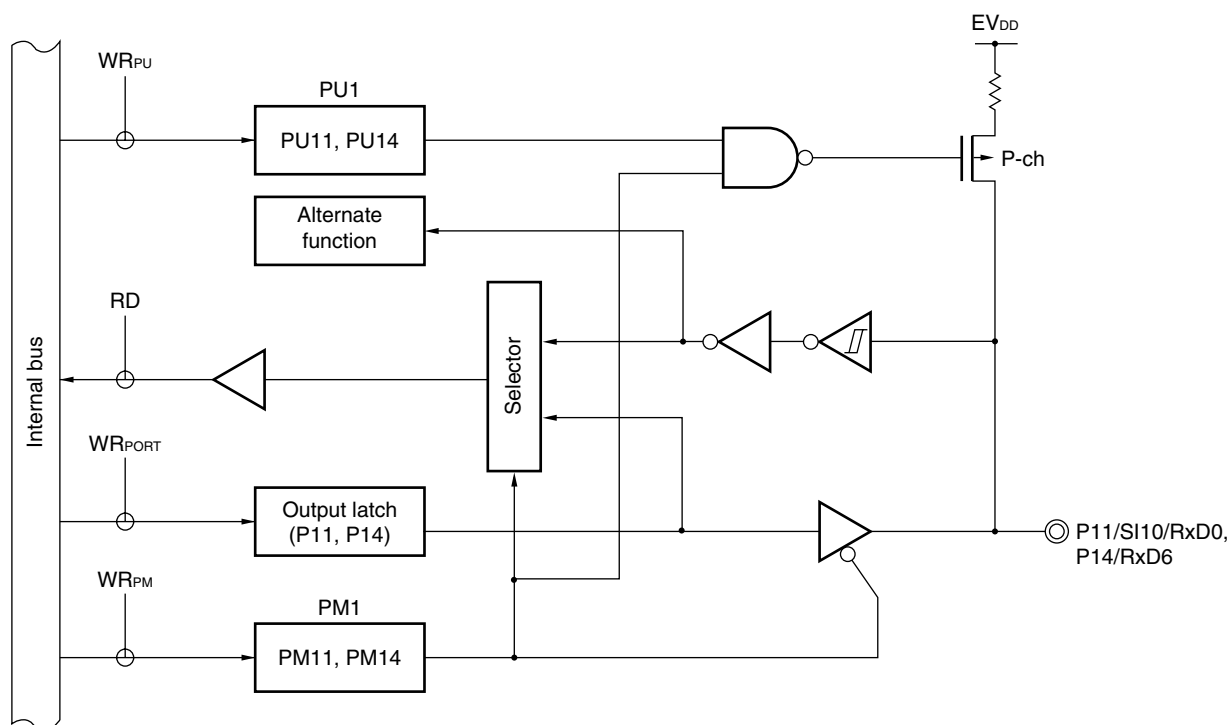 EVDD
WRPU
PU1
PU11, PU14
P-ch
Alternate
function
RD
Selector
Internal bus
WRPORT
Output latch
(P11, P14)
P11/SI10/RxD0,
P14/RxD6
WRPM
PM1
PM11, PM14